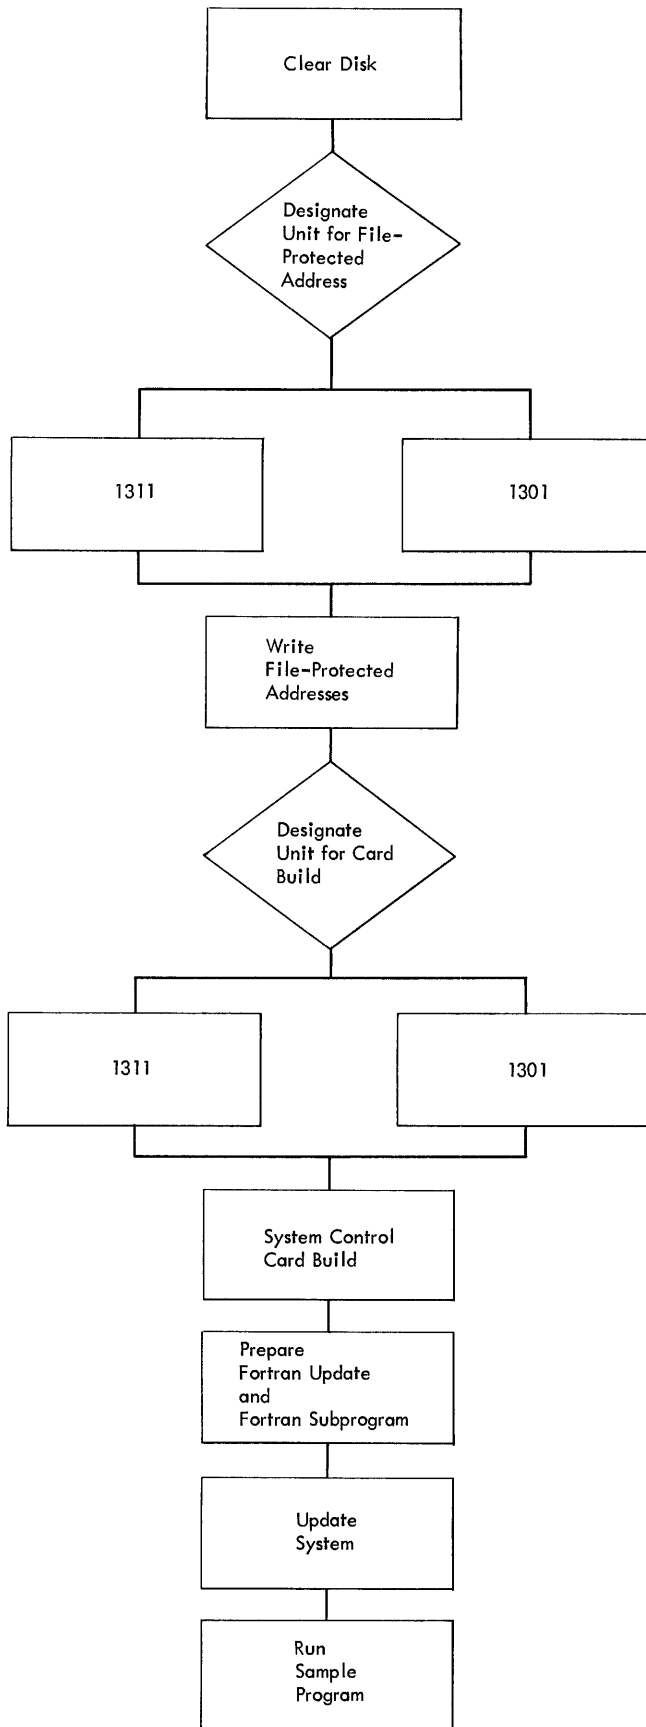 Clear Disk
Designate
Unit for File-
Protected
Address
1311
1301
Write
File-Protected
Addresses
Designate
Unit for Card
Build
1311
1301
System Control
Card Build
Prepare
Fortran Update
and
Fortran Subprogram
Update
System
Run
Sample
Program